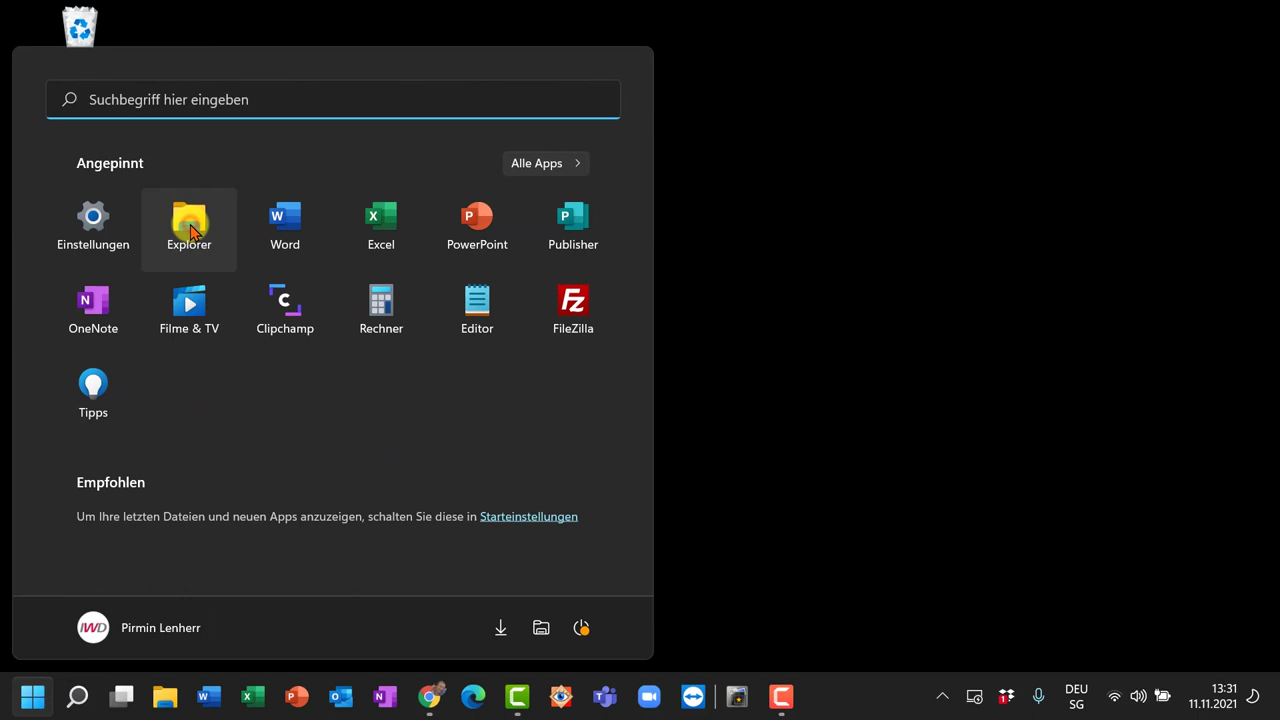 Suchbegriff hier eingeben
Angepinnt
Alle Apps
Einstellungen
Explorer
Word
Excel
PowerPoint
Publisher
OneNote
Filme & TV
Clipchamp
Rechner
Editor
FileZilla
Tipps
Empfohlen
Um Ihre letzten Dateien und neuen Apps anzuzeigen, schalten Sie diese in Starteinstellungen
IWD
Pirmin Lenherr
DEU
SG
13:31
11.11.2021